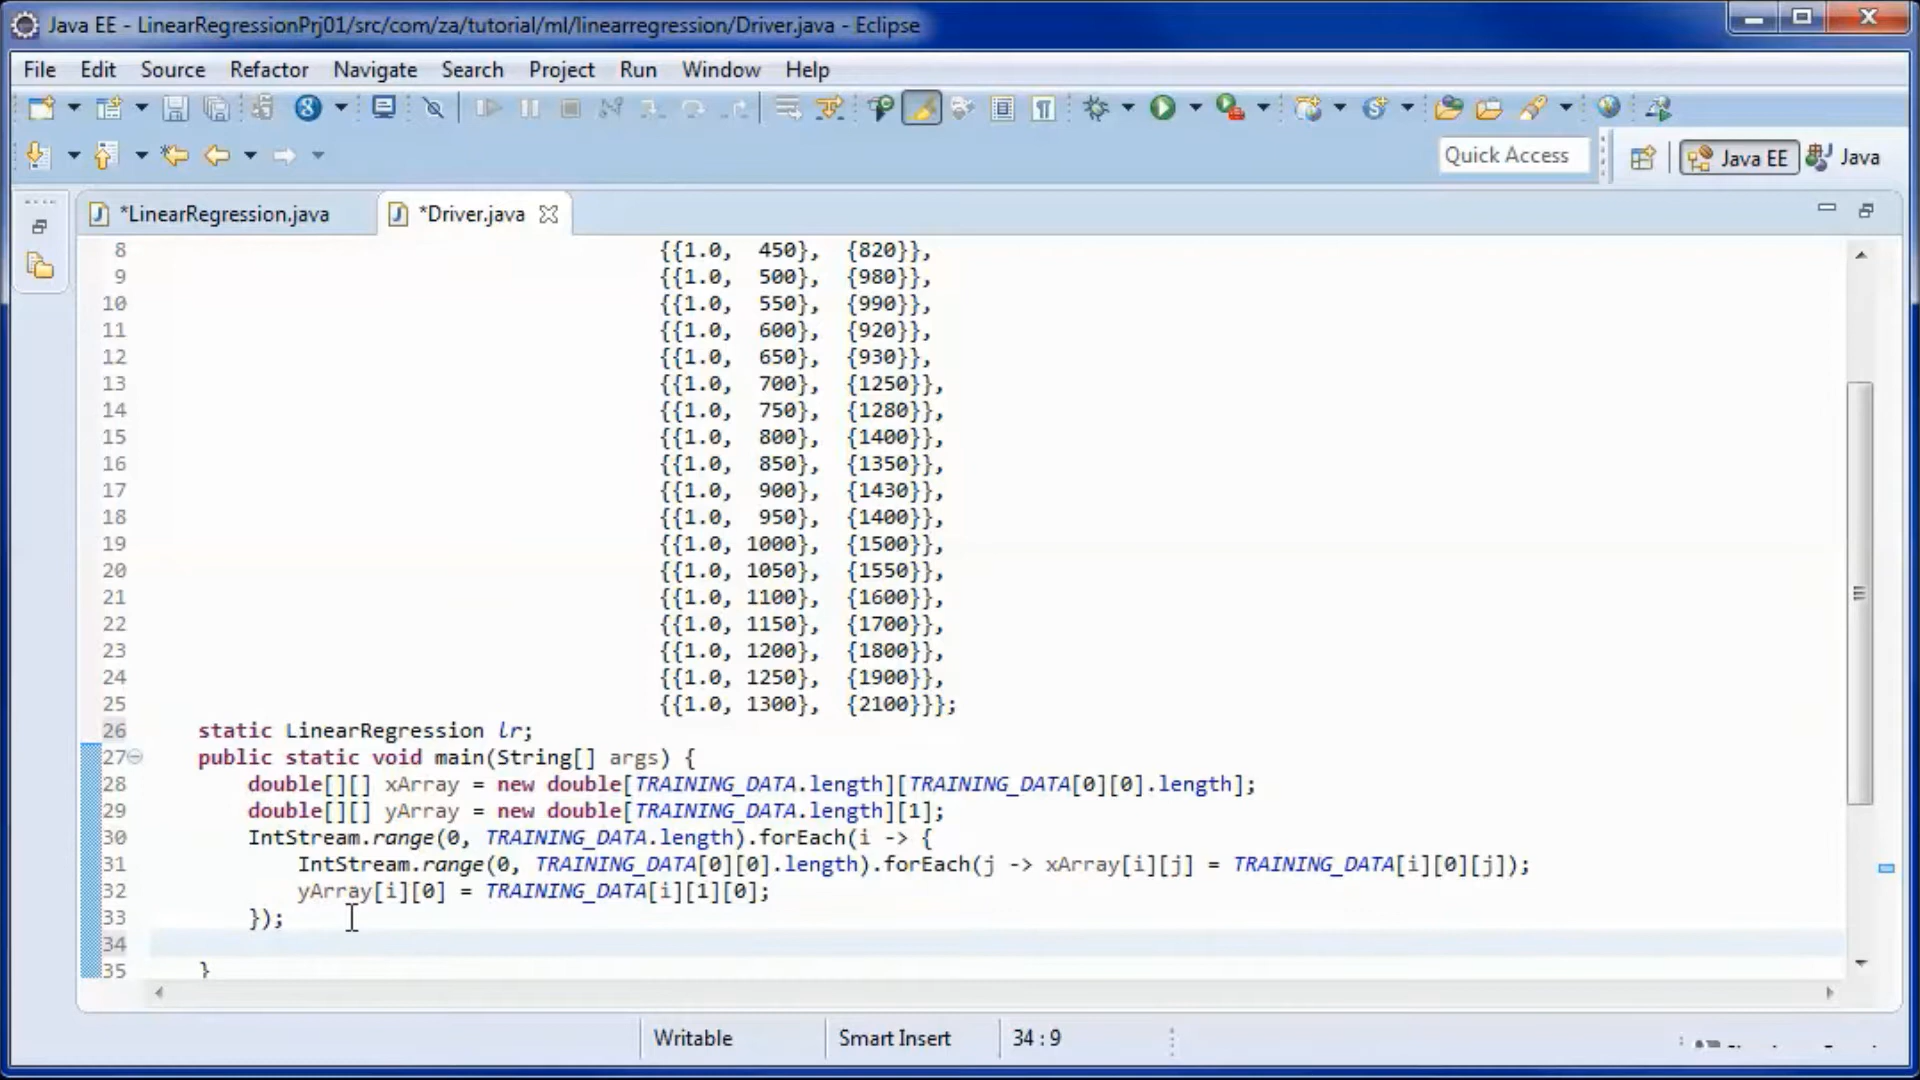 Java EE - LinearRegressionPrj01/src/com/za/tutorial/ml/linearregression/Driver.java - Eclipse
File Edit Source Refactor Navigate Search Project Run Window Help
Quick Access Java EE Java
*LinearRegression.java *Driver.java
8 {{1.0, 450}, {820}},
9 {{1.0, 500}, {980}},
10 {{1.0, 550}, {990}},
11 {{1.0, 600}, {920}},
12 {{1.0, 650}, {930}},
13 {{1.0, 700}, {1250}},
14 {{1.0, 750}, {1280}},
15 {{1.0, 800}, {1400}},
16 {{1.0, 850}, {1350}},
17 {{1.0, 900}, {1430}},
18 {{1.0, 950}, {1400}},
19 {{1.0, 1000}, {1500}},
20 {{1.0, 1050}, {1550}},
21 {{1.0, 1100}, {1600}},
22 {{1.0, 1150}, {1700}},
23 {{1.0, 1200}, {1800}},
24 {{1.0, 1250}, {1900}},
25 {{1.0, 1300}, {2100}}};
26 static LinearRegression lr;
27 public static void main(String[] args) {
28 double[][] xArray = new double[TRAINING_DATA.length][TRAINING_DATA[0][0].length];
29 double[][] yArray = new double[TRAINING_DATA.length][1];
30 IntStream.range(0, TRAINING_DATA.length).forEach(i -> {
31 IntStream.range(0, TRAINING_DATA[0][0].length).forEach(j -> xArray[i][j] = TRAINING_DATA[i][0][j]);
32 yArray[i][0] = TRAINING_DATA[i][1][0];
33 });
34
35 }
Writable Smart Insert 34 : 9